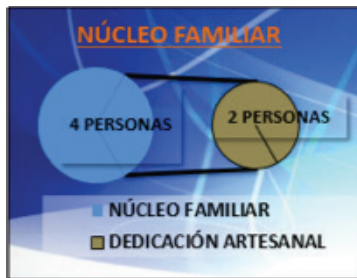 NÚCLEO FAMILIAR
4 PERSONAS
2 PERSONAS
NÚCLEO FAMILIAR
DEDICACIÓN ARTESANAL